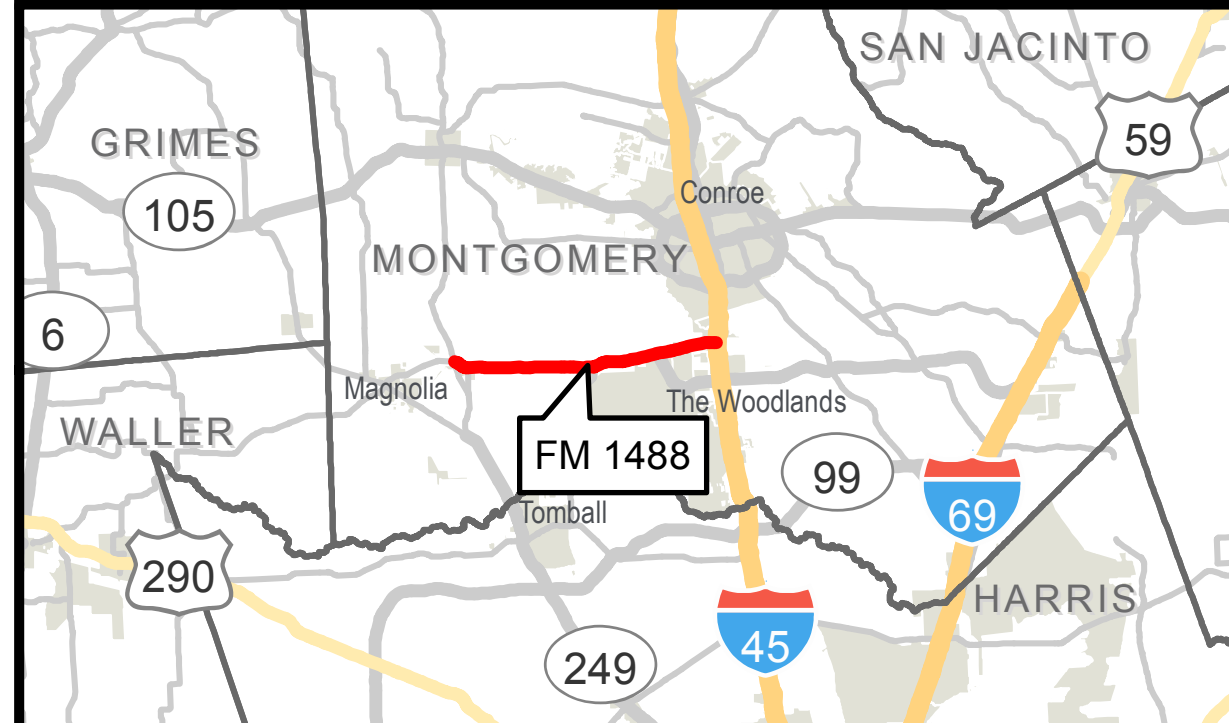 SAN JACINTO
GRIMES
59
105
Conroe
MONTGOMERY
6
Magnolia
The Woodlands
WALLER
FM 1488
99
Tomball
69
290
HARRIS
45
249